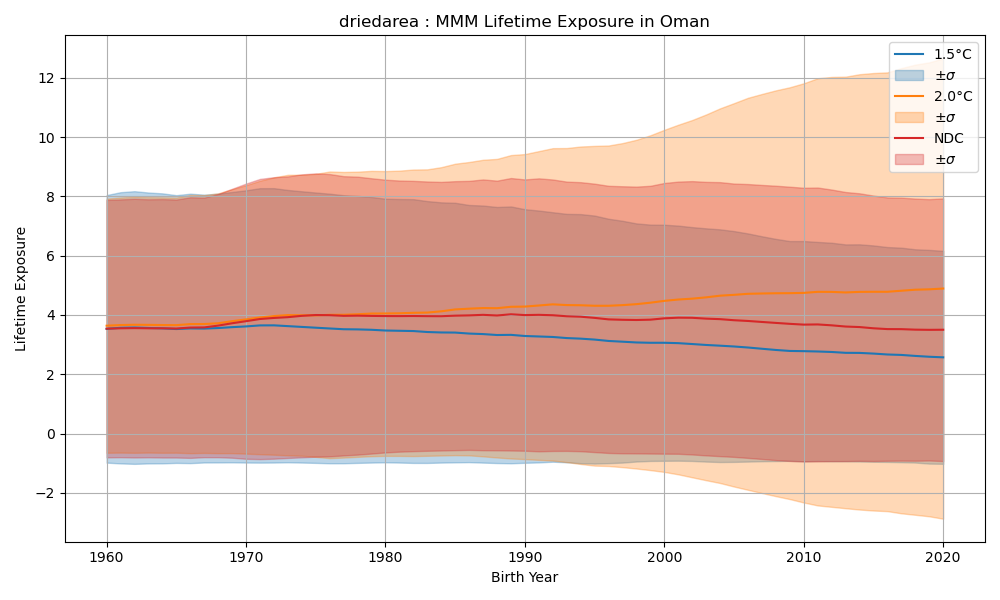 driedarea : MMM Lifetime Exposure in Oman
1.5°C
±σ
2.0°C
±σ
NDC
±σ
12
10
8
6
4
2
0
−2
Lifetime Exposure
1960
1970
1980
1990
2000
2010
2020
Birth Year